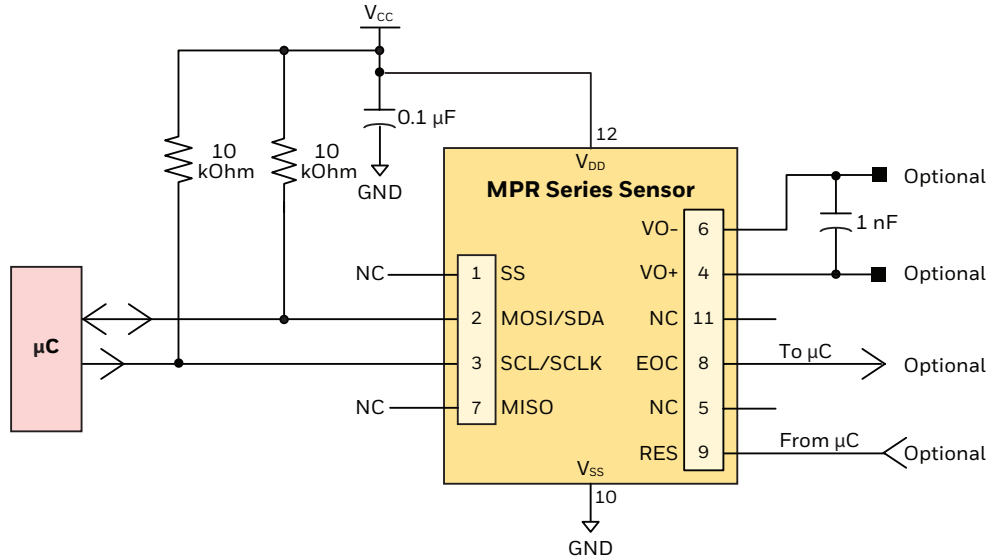 VCC
10
kOhm
10
kOhm
0.1 µF
GND
12
VDD
MPR Series Sensor
VO- 6
Optional
1 nF
NC 1 SS
VO+ 4
Optional
µC
2 MOSI/SDA
NC 11
3 SCL/SCLK
EOC 8
To µC
Optional
NC 7 MISO
NC 5
RES 9
From µC
Optional
VSS
10
GND